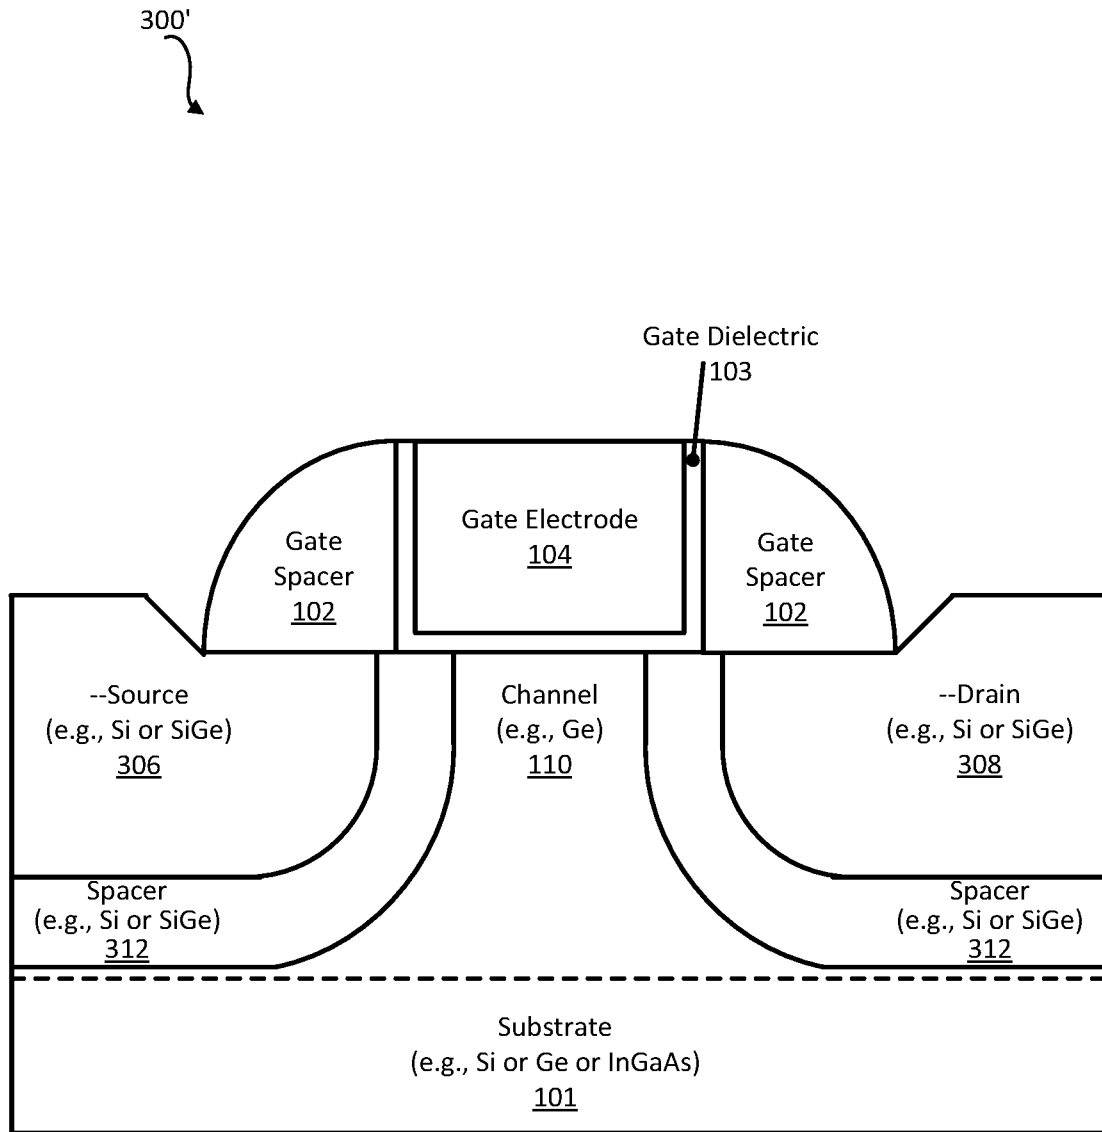 300'
Gate Dielectric
103
Gate Electrode
104
Gate
Spacer
102
Gate
Spacer
102
--Source
(e.g., Si or SiGe)
306
Channel
(e.g., Ge)
110
--Drain
(e.g., Si or SiGe)
308
Spacer
(e.g., Si or SiGe)
312
Spacer
(e.g., Si or SiGe)
312
Substrate
(e.g., Si or Ge or InGaAs)
101